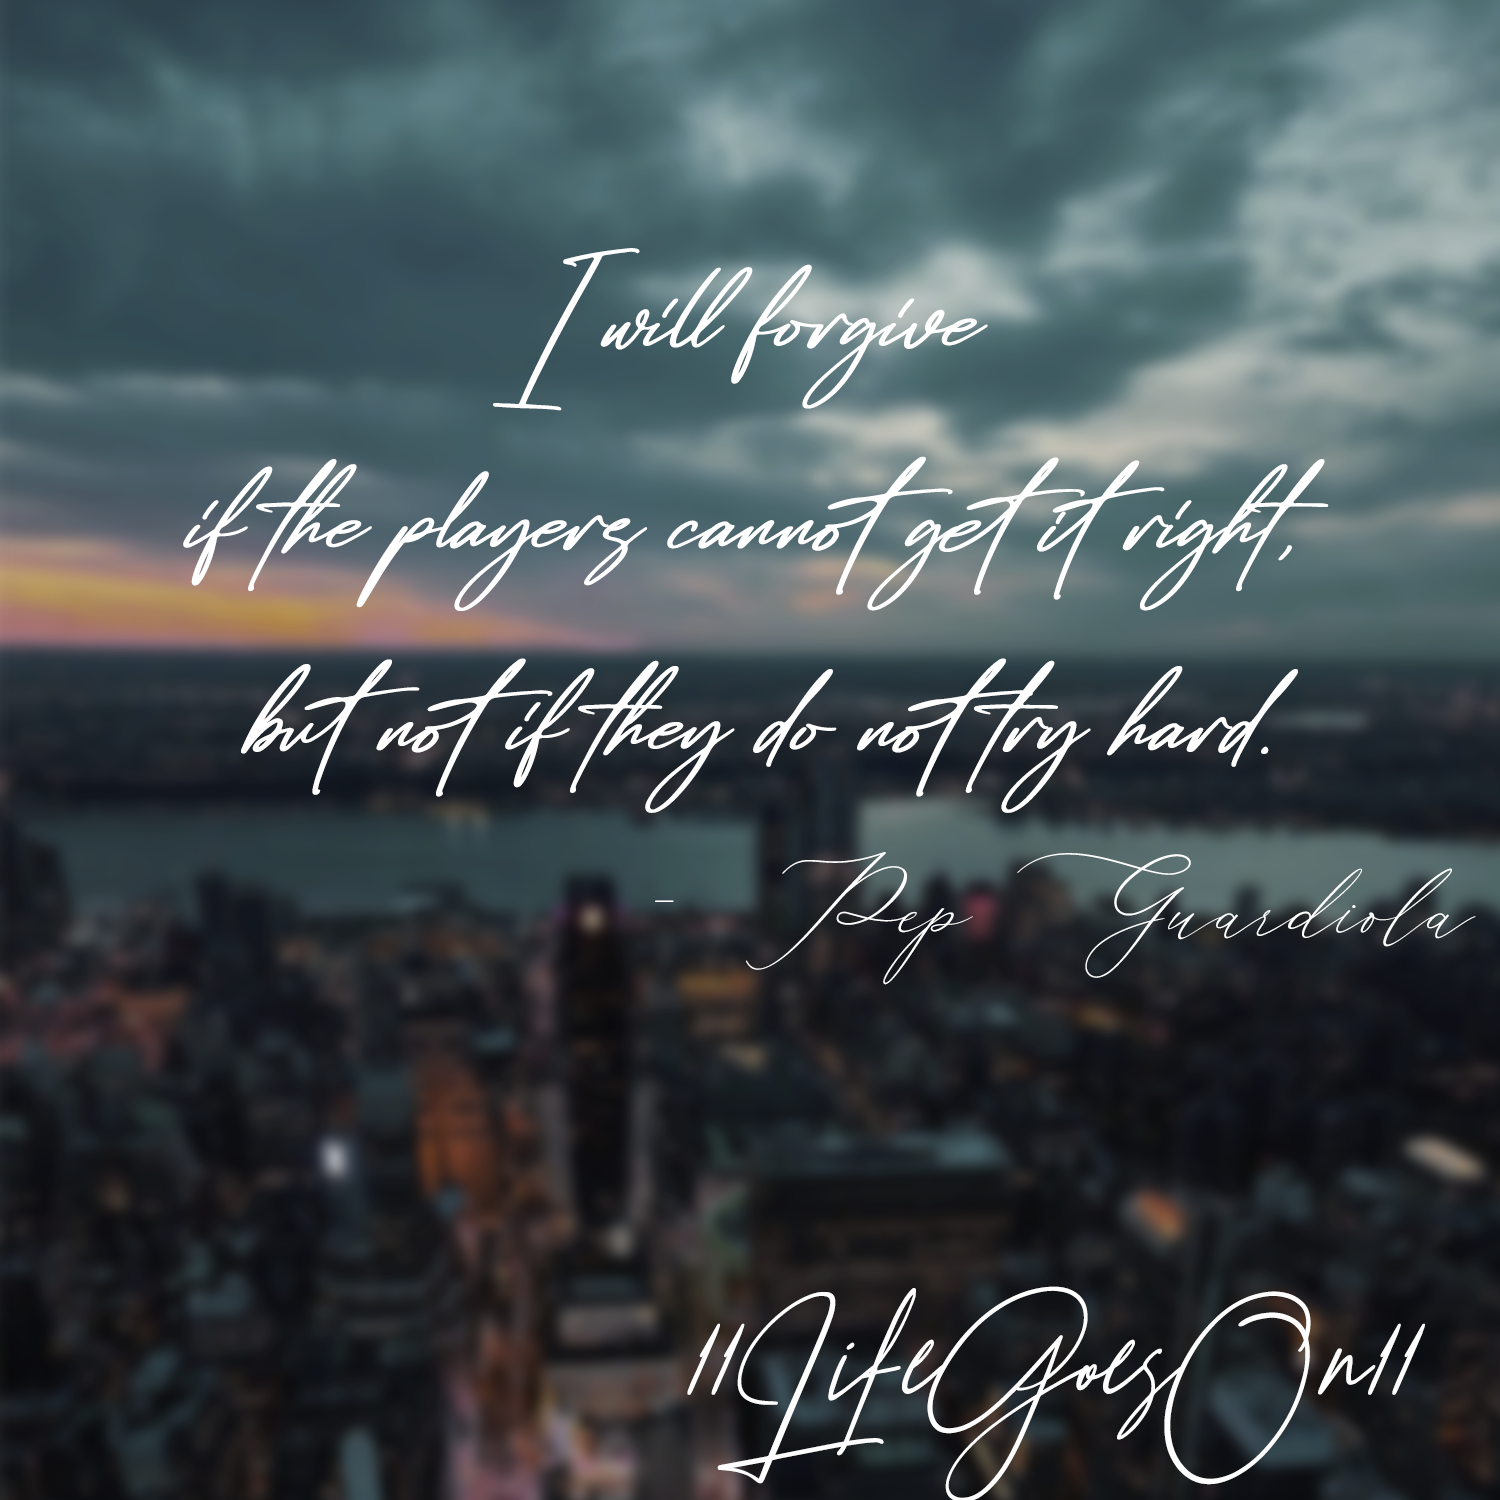 I will forgive
if the players cannot get it right,
but not if they do not try hard.
- Pep Guardiola
"LifeGoesOn"